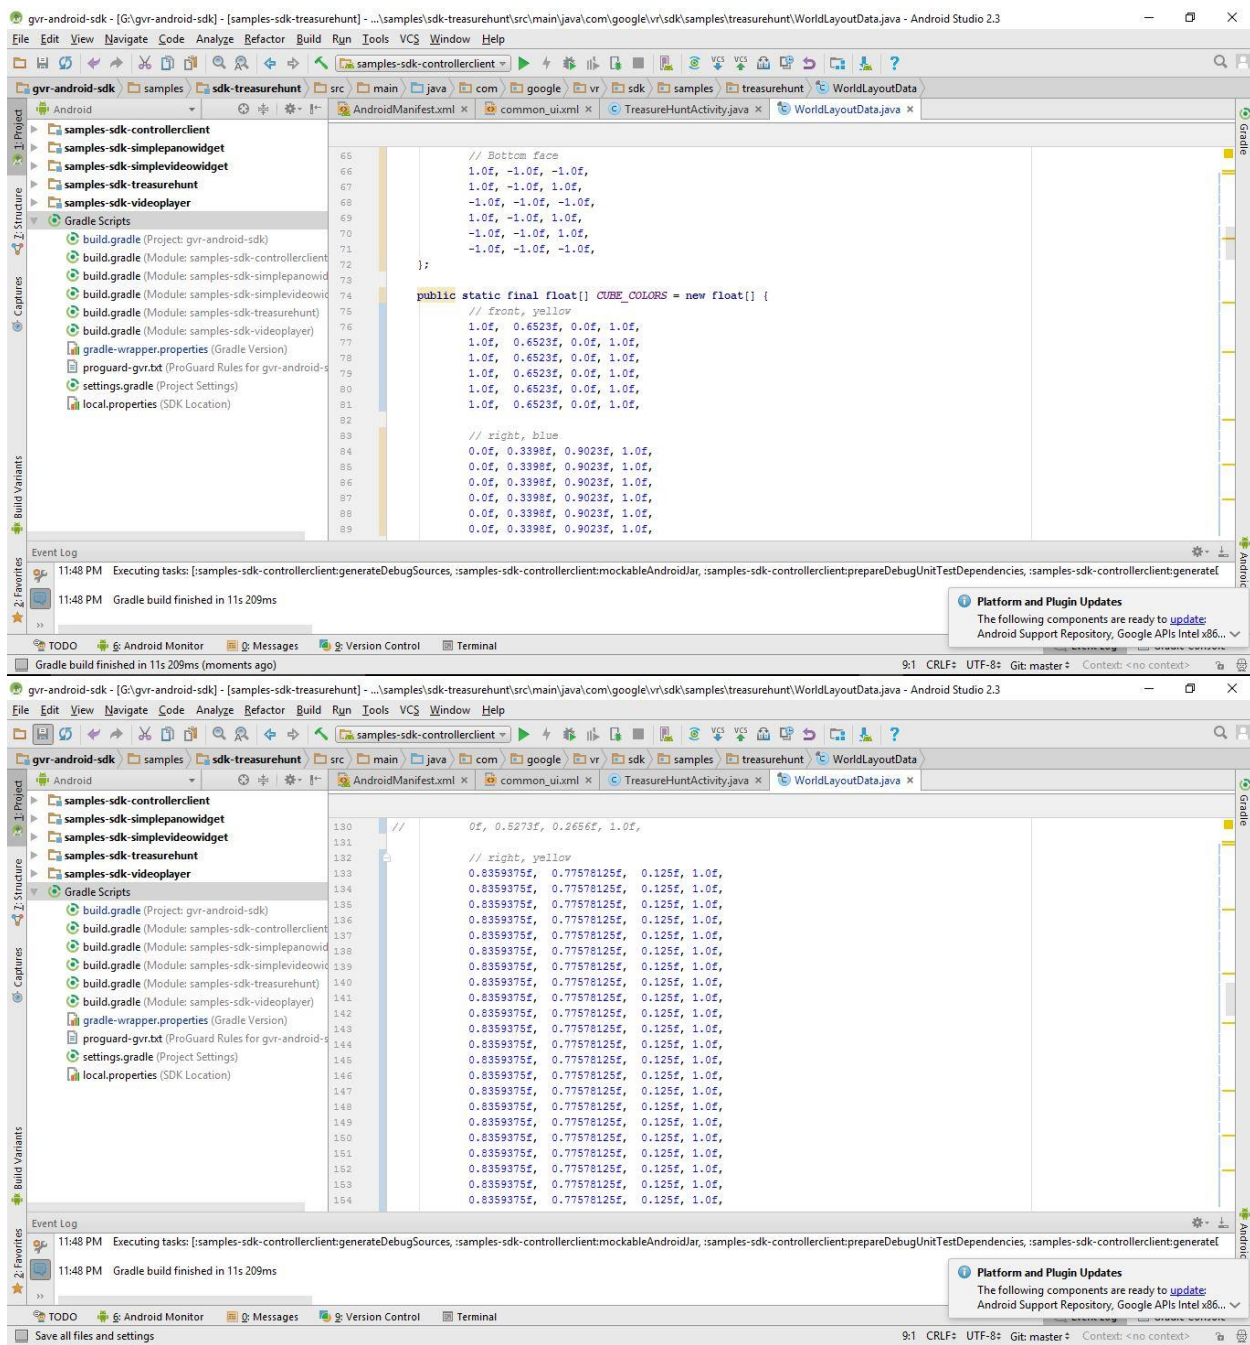 gvr-android-sdk - [G:\gvr-android-sdk] - [samples-sdk-treasurehunt] - ...\samples\sdk-treasurehunt\src\main\java\com\google\vr\sdk\samples\treasurehunt\WorldLayoutData.java - Android Studio 2.3
File Edit View Navigate Code Analyze Refactor Build Run Tools VCS Window Help
samples-sdk-controllerclient
gvr-android-sdk samples sdk-treasurehunt src main java com google vr sdk samples treasurehunt WorldLayoutData
Android AndroidManifest.xml common_ui.xml TreasureHuntActivity.java WorldLayoutData.java
1: Project
7: Structure
Captures
Build Variants
2: Favorites
Gradle
samples-sdk-controllerclient
samples-sdk-simplepanowidget
samples-sdk-simplevideowidget
samples-sdk-treasurehunt
samples-sdk-videoplayer
Gradle Scripts
build.gradle (Project: gvr-android-sdk)
build.gradle (Module: samples-sdk-controllerclient
build.gradle (Module: samples-sdk-simplepanowid
build.gradle (Module: samples-sdk-simplevideowic
build.gradle (Module: samples-sdk-treasurehunt)
build.gradle (Module: samples-sdk-videoplayer)
gradle-wrapper.properties (Gradle Version)
proguard-gvr.txt (ProGuard Rules for gvr-android-s
settings.gradle (Project Settings)
local.properties (SDK Location)
65 // Bottom face
66 1.0f, -1.0f, -1.0f,
67 1.0f, -1.0f, 1.0f,
68 -1.0f, -1.0f, -1.0f,
69 1.0f, -1.0f, 1.0f,
70 -1.0f, -1.0f, 1.0f,
71 -1.0f, -1.0f, -1.0f,
72 };
73
74 public static final float[] CUBE_COLORS = new float[] {
75 // front, yellow
76 1.0f, 0.6523f, 0.0f, 1.0f,
77 1.0f, 0.6523f, 0.0f, 1.0f,
78 1.0f, 0.6523f, 0.0f, 1.0f,
79 1.0f, 0.6523f, 0.0f, 1.0f,
80 1.0f, 0.6523f, 0.0f, 1.0f,
81 1.0f, 0.6523f, 0.0f, 1.0f,
82
83 // right, blue
84 0.0f, 0.3398f, 0.9023f, 1.0f,
85 0.0f, 0.3398f, 0.9023f, 1.0f,
86 0.0f, 0.3398f, 0.9023f, 1.0f,
87 0.0f, 0.3398f, 0.9023f, 1.0f,
88 0.0f, 0.3398f, 0.9023f, 1.0f,
89 0.0f, 0.3398f, 0.9023f, 1.0f,
Event Log
11:48 PM Executing tasks: [:samples-sdk-controllerclient:generateDebugSources, :samples-sdk-controllerclient:mockableAndroidJar, :samples-sdk-controllerclient:prepareDebugUnitTestDependencies, :samples-sdk-controllerclient:generateD
11:48 PM Gradle build finished in 11s 209ms
Platform and Plugin Updates
The following components are ready to update:
Android Support Repository, Google APIs Intel x86...
TODO 6: Android Monitor 0: Messages 9: Version Control Terminal
Gradle build finished in 11s 209ms (moments ago) 9:1 CRLF UTF-8 Git: master Context: <no context>
gvr-android-sdk - [G:\gvr-android-sdk] - [samples-sdk-treasurehunt] - ...\samples\sdk-treasurehunt\src\main\java\com\google\vr\sdk\samples\treasurehunt\WorldLayoutData.java - Android Studio 2.3
File Edit View Navigate Code Analyze Refactor Build Run Tools VCS Window Help
samples-sdk-controllerclient
gvr-android-sdk samples sdk-treasurehunt src main java com google vr sdk samples treasurehunt WorldLayoutData
Android AndroidManifest.xml common_ui.xml TreasureHuntActivity.java WorldLayoutData.java
1: Project
7: Structure
Captures
Build Variants
2: Favorites
Gradle
samples-sdk-controllerclient
samples-sdk-simplepanowidget
samples-sdk-simplevideowidget
samples-sdk-treasurehunt
samples-sdk-videoplayer
Gradle Scripts
build.gradle (Project: gvr-android-sdk)
build.gradle (Module: samples-sdk-controllerclient
build.gradle (Module: samples-sdk-simplepanowid
build.gradle (Module: samples-sdk-simplevideowic
build.gradle (Module: samples-sdk-treasurehunt)
build.gradle (Module: samples-sdk-videoplayer)
gradle-wrapper.properties (Gradle Version)
proguard-gvr.txt (ProGuard Rules for gvr-android-s
settings.gradle (Project Settings)
local.properties (SDK Location)
130 // 0f, 0.5273f, 0.2656f, 1.0f,
131
132 // right, yellow
133 0.8359375f, 0.77578125f, 0.125f, 1.0f,
134 0.8359375f, 0.77578125f, 0.125f, 1.0f,
135 0.8359375f, 0.77578125f, 0.125f, 1.0f,
136 0.8359375f, 0.77578125f, 0.125f, 1.0f,
137 0.8359375f, 0.77578125f, 0.125f, 1.0f,
138 0.8359375f, 0.77578125f, 0.125f, 1.0f,
139 0.8359375f, 0.77578125f, 0.125f, 1.0f,
140 0.8359375f, 0.77578125f, 0.125f, 1.0f,
141 0.8359375f, 0.77578125f, 0.125f, 1.0f,
142 0.8359375f, 0.77578125f, 0.125f, 1.0f,
143 0.8359375f, 0.77578125f, 0.125f, 1.0f,
144 0.8359375f, 0.77578125f, 0.125f, 1.0f,
145 0.8359375f, 0.77578125f, 0.125f, 1.0f,
146 0.8359375f, 0.77578125f, 0.125f, 1.0f,
147 0.8359375f, 0.77578125f, 0.125f, 1.0f,
148 0.8359375f, 0.77578125f, 0.125f, 1.0f,
149 0.8359375f, 0.77578125f, 0.125f, 1.0f,
150 0.8359375f, 0.77578125f, 0.125f, 1.0f,
151 0.8359375f, 0.77578125f, 0.125f, 1.0f,
152 0.8359375f, 0.77578125f, 0.125f, 1.0f,
153 0.8359375f, 0.77578125f, 0.125f, 1.0f,
154 0.8359375f, 0.77578125f, 0.125f, 1.0f,
Event Log
11:48 PM Executing tasks: [:samples-sdk-controllerclient:generateDebugSources, :samples-sdk-controllerclient:mockableAndroidJar, :samples-sdk-controllerclient:prepareDebugUnitTestDependencies, :samples-sdk-controllerclient:generateD
11:48 PM Gradle build finished in 11s 209ms
Platform and Plugin Updates
The following components are ready to update:
Android Support Repository, Google APIs Intel x86...
TODO 6: Android Monitor 0: Messages 9: Version Control Terminal
Save all files and settings 9:1 CRLF UTF-8 Git: master Context: <no context>